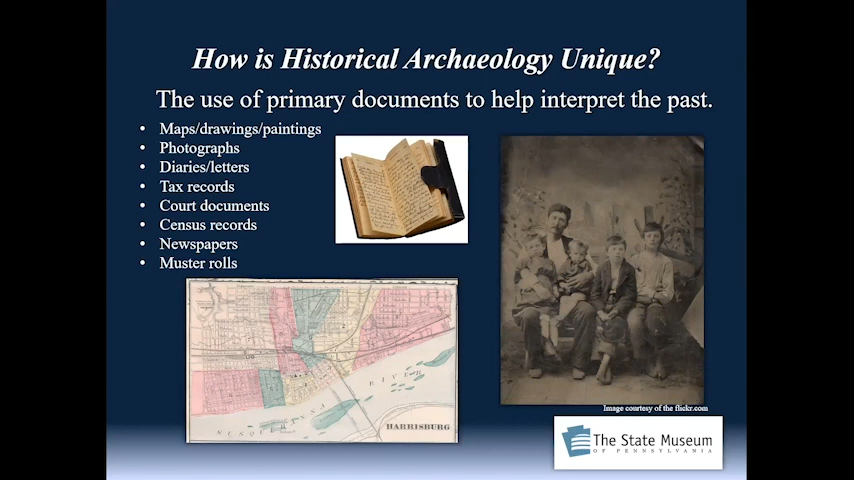 How is Historical Archaeology Unique?
The use of primary documents to help interpret the past.
• Maps/drawings/paintings
• Photographs
• Diaries/letters
• Tax records
• Court documents
• Census records
• Newspapers
• Muster rolls
SUSQUEHANNA RIVER
HARRISBURG
Image courtesy of the flickr.com
The State Museum
OF PENNSYLVANIA